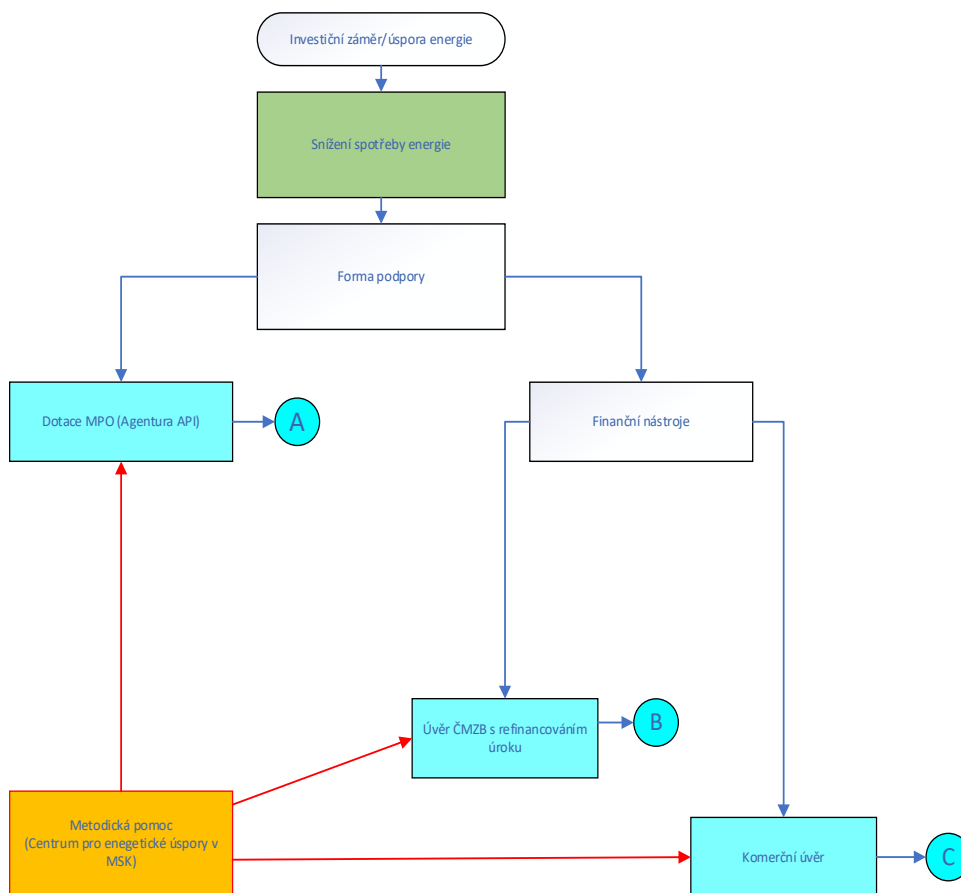 Investiční záměr/úspora energie
Snížení spotřeby energie
Forma podpory
Dotace MPO (Agentura API)
A
Finanční nástroje
Úvěr ČMZB s refinancováním
úroku
B
Metodická pomoc
(Centrum pro enegetické úspory v
MSK)
Komerční úvěr
C